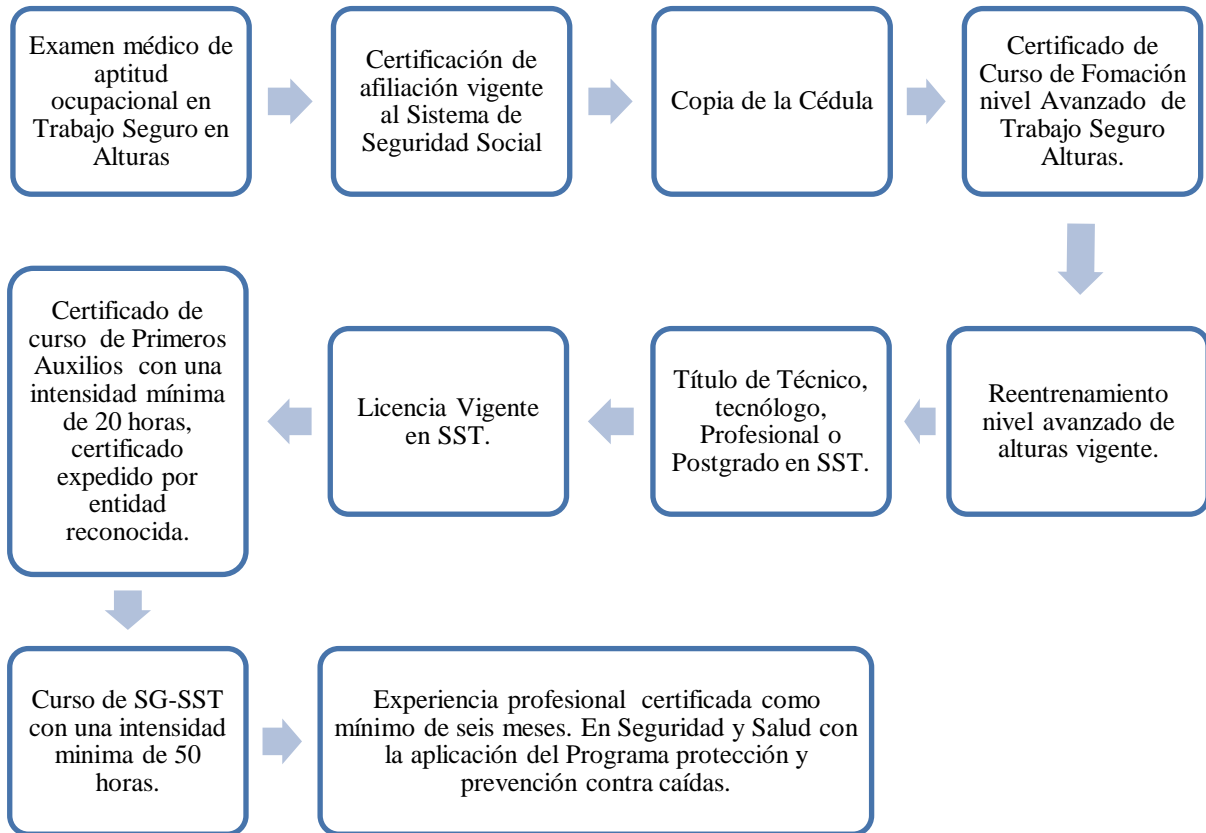 Examen médico de
aptitud
ocupacional en
Trabajo Seguro en
Alturas
Certificación de
afiliación vigente
al Sistema de
Seguridad Social
Copia de la Cédula
Certificado de
Curso de Fomación
nivel Avanzado de
Trabajo Seguro
Alturas.
Reentrenamiento
nivel avanzado de
alturas vigente.
Título de Técnico,
tecnólogo,
Profesional o
Postgrado en SST.
Licencia Vigente
en SST.
Certificado de
curso de Primeros
Auxilios con una
intensidad mínima
de 20 horas,
certificado
expedido por
entidad
reconocida.
Curso de SG-SST
con una intensidad
minima de 50
horas.
Experiencia profesional certificada como
mínimo de seis meses. En Seguridad y Salud con
la aplicación del Programa protección y
prevención contra caídas.